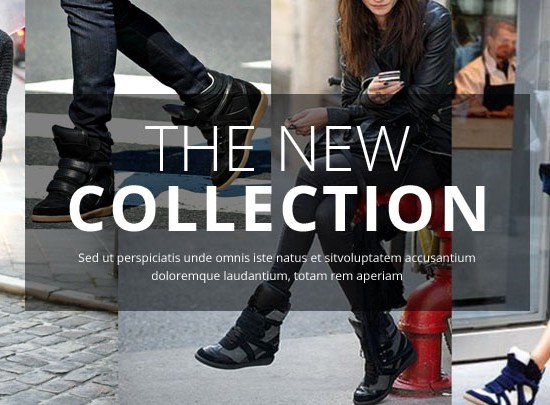 THE NEW
COLLECTION
Sed ut perspiciatis unde omnis iste natus et sitvoluptatem accusantium
doloremque laudantium, totam rem aperiam